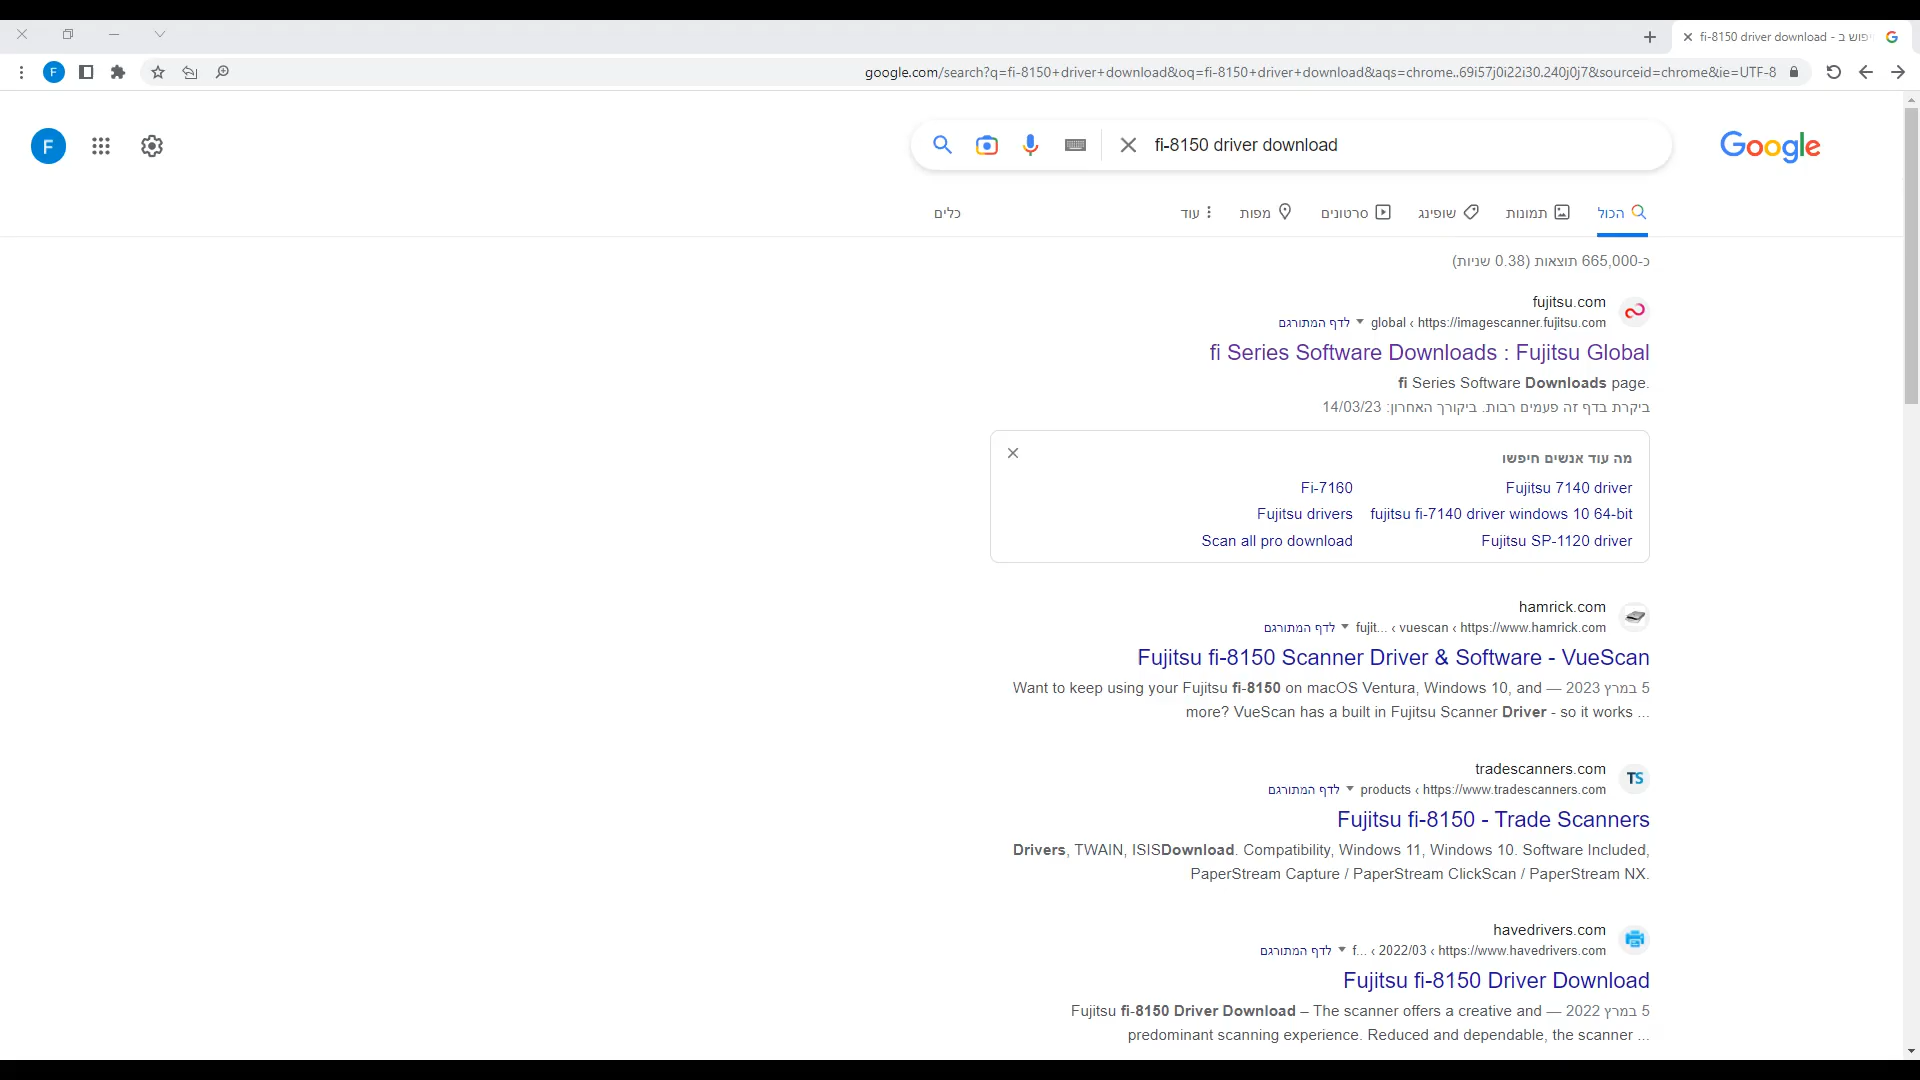 fi-8150 driver download - חיפוש ב
F
google.com/search?q=fi-8150+driver+download&oq=fi-8150+driver+download&aqs=chrome..69i57j0i22i30.240j0j7&sourceid=chrome&ie=UTF-8
Google
fi-8150 driver download
F
הכול תמונות שופינג סרטונים מפות עוד כלים
כ-665,000 תוצאות (0.38 שניות)
fujitsu.com
https://imagescanner.fujitsu.com › global לדף המתורגם
fi Series Software Downloads : Fujitsu Global
fi Series Software Downloads page.
ביקרת בדף זה פעמים רבות. ביקורך האחרון: 14/03/23
מה עוד אנשים חיפשו
Fujitsu 7140 driver Fi-7160
fujitsu fi-7140 driver windows 10 64-bit Fujitsu drivers
Fujitsu SP-1120 driver Scan all pro download
hamrick.com
https://www.hamrick.com › vuescan › fujit... לדף המתורגם
Fujitsu fi-8150 Scanner Driver & Software - VueScan
5 במרץ 2023 — Want to keep using your Fujitsu fi-8150 on macOS Ventura, Windows 10, and
more? VueScan has a built in Fujitsu Scanner Driver - so it works ...
tradescanners.com
TS
https://www.tradescanners.com › products לדף המתורגם
Fujitsu fi-8150 - Trade Scanners
Drivers, TWAIN, ISISDownload. Compatibility, Windows 11, Windows 10. Software Included,
PaperStream Capture / PaperStream ClickScan / PaperStream NX.
havedrivers.com
https://www.havedrivers.com › 2022/03 › f... לדף המתורגם
Fujitsu fi-8150 Driver Download
5 במרץ 2022 — Fujitsu fi-8150 Driver Download – The scanner offers a creative and
predominant scanning experience. Reduced and dependable, the scanner ...